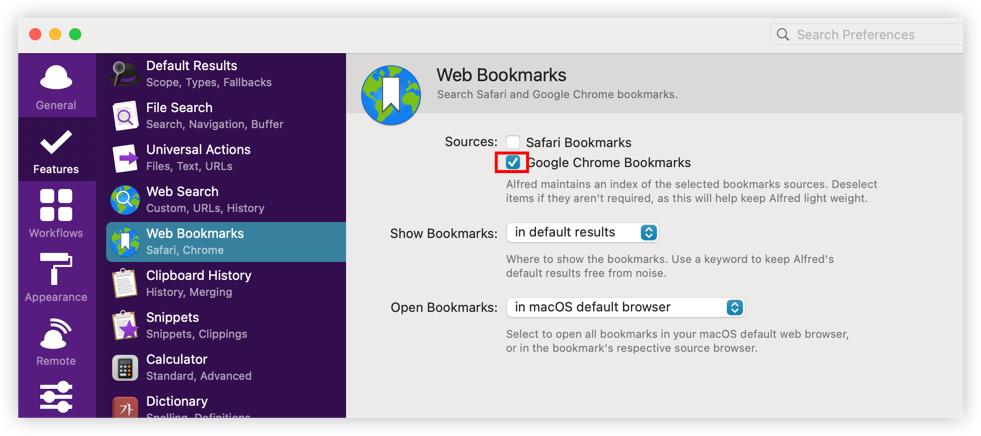 Search Preferences
General
Features
Workflows
Appearance
Remote
Default Results
Scope, Types, Fallbacks
File Search
Search, Navigation, Buffer
Universal Actions
Files, Text, URLs
Web Search
Custom, URLs, History
Web Bookmarks
Safari, Chrome
Clipboard History
History, Merging
Snippets
Snippets, Clippings
Calculator
Standard, Advanced
가
Dictionary
Spelling, Definitions
Web Bookmarks
Search Safari and Google Chrome bookmarks.
Sources: Safari Bookmarks
Google Chrome Bookmarks
Alfred maintains an index of the selected bookmarks sources. Deselect
items if they aren't required, as this will help keep Alfred light weight.
Show Bookmarks: in default results
Where to show the bookmarks. Use a keyword to keep Alfred's
default results free from noise.
Open Bookmarks: in macOS default browser
Select to open all bookmarks in your macOS default web browser,
or in the bookmark's respective source browser.